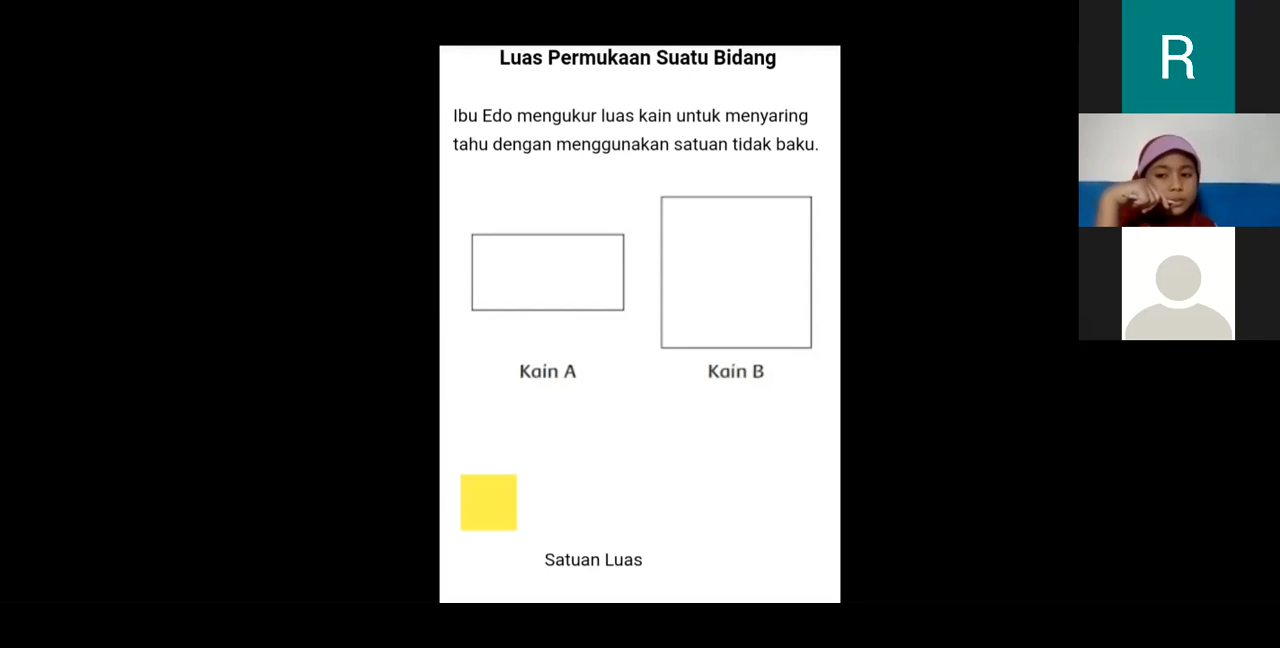 Luas Permukaan Suatu Bidang
Ibu Edo mengukur luas kain untuk menyaring
tahu dengan menggunakan satuan tidak baku.
Kain A
Kain B
Satuan Luas
R